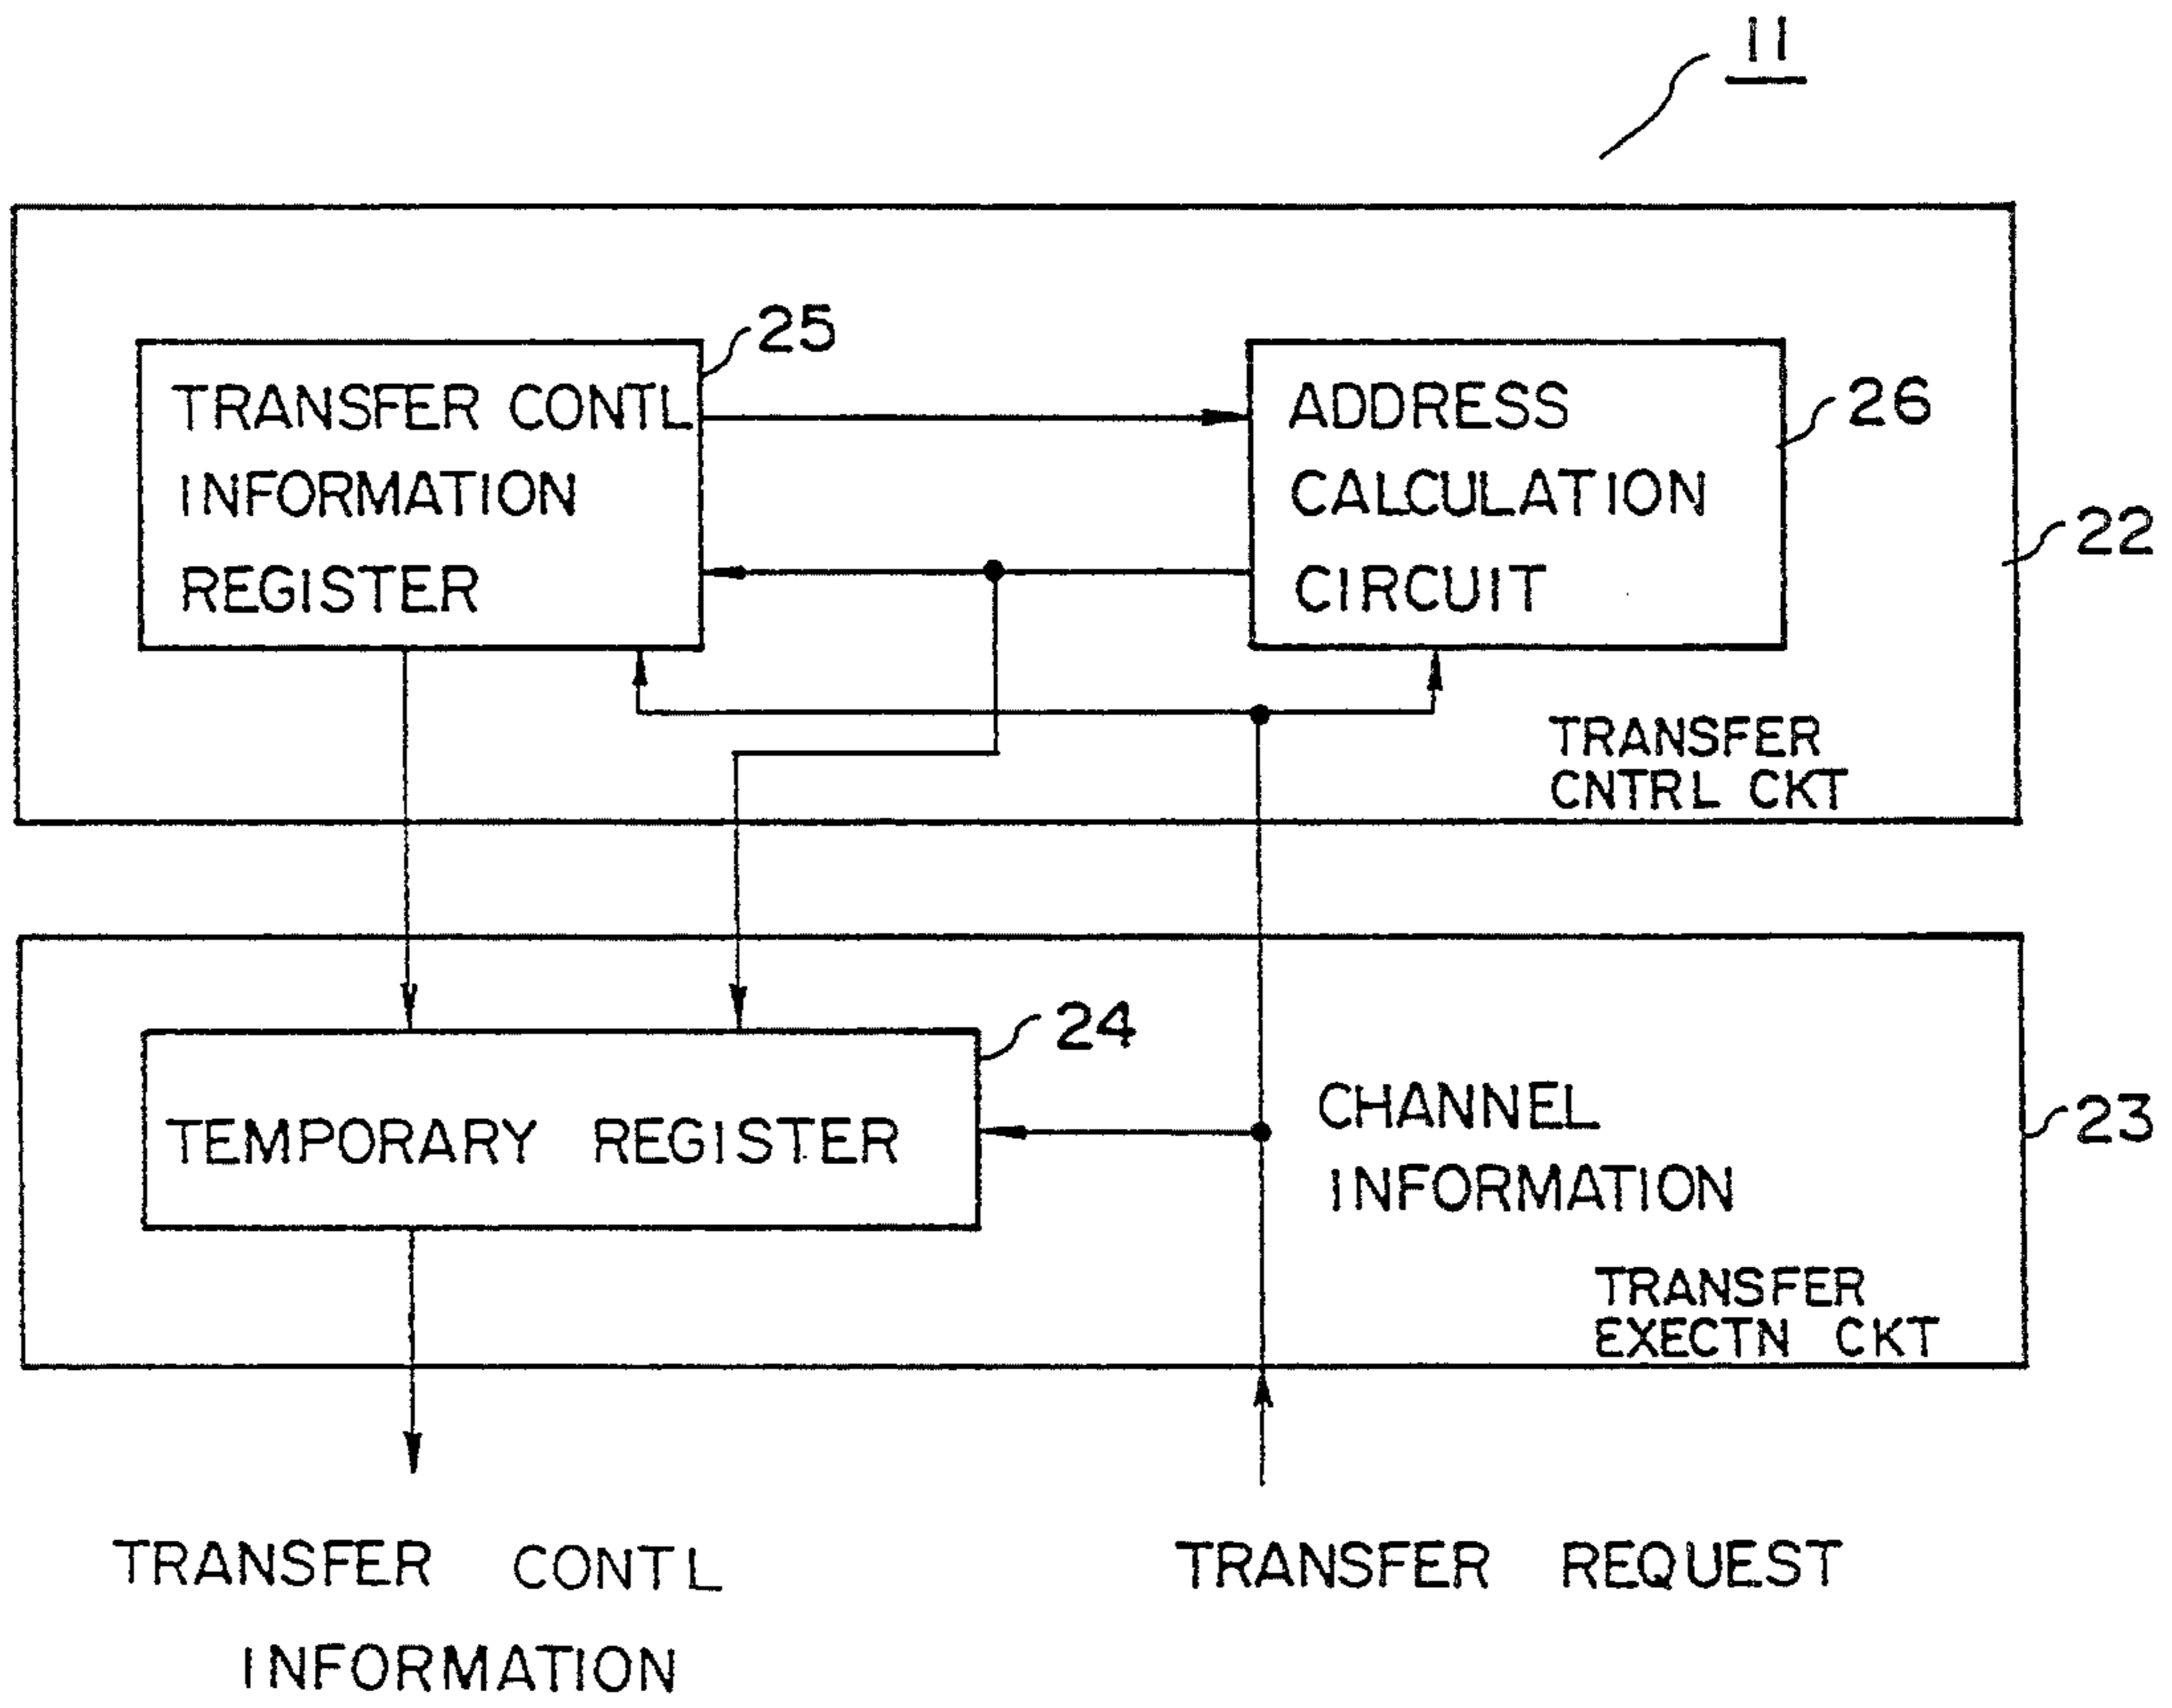 11
25
TRANSFER CONTL
INFORMATION
REGISTER
26
ADDRESS
CALCULATION
CIRCUIT
22
TRANSFER
CNTRL CKT
24
TEMPORARY REGISTER
CHANNEL
INFORMATION
23
TRANSFER
EXECTN CKT
TRANSFER CONTL
INFORMATION
TRANSFER REQUEST